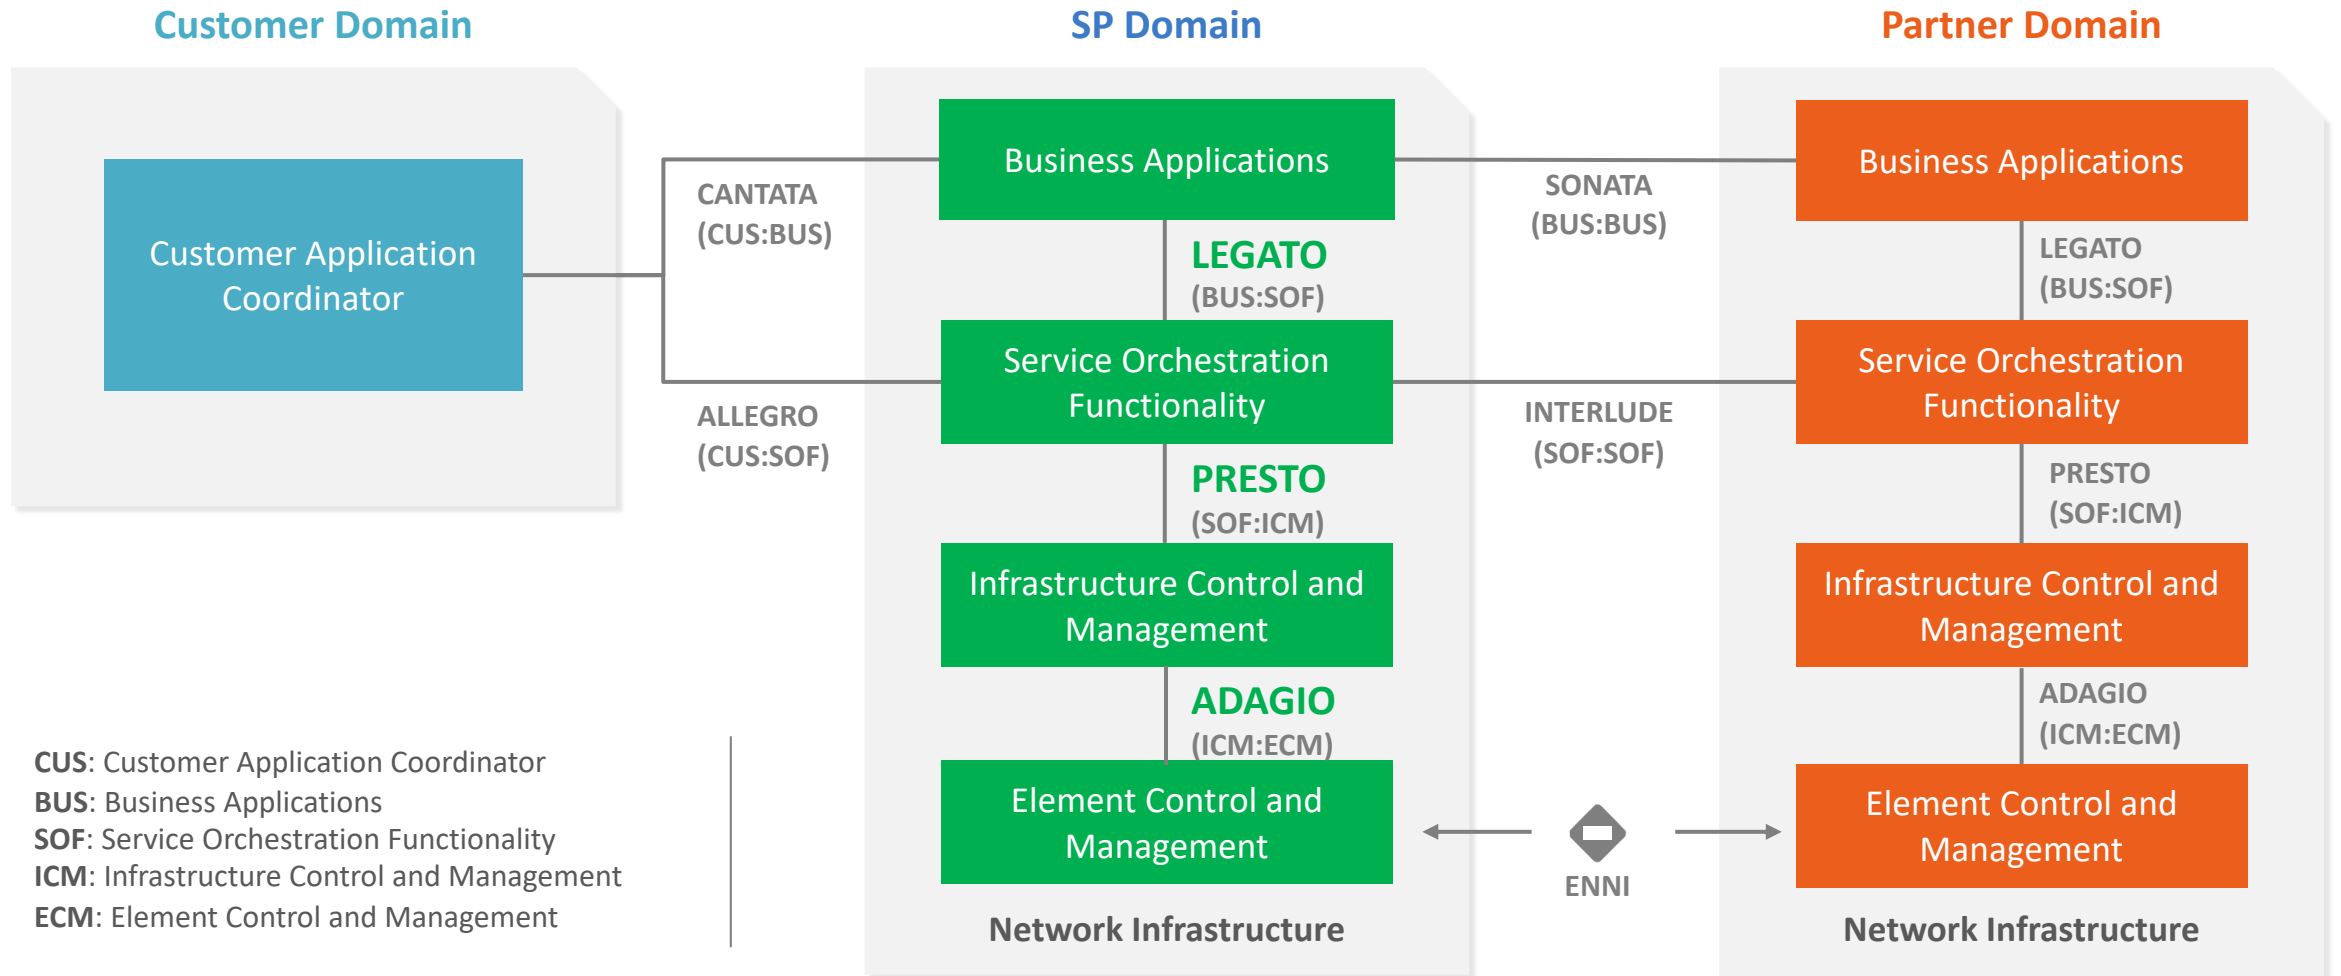 Customer Domain
SP Domain
Partner Domain
Customer Application
Coordinator
CANTATA
(CUS:BUS)
ALLEGRO
(CUS:SOF)
Business Applications
LEGATO
(BUS:SOF)
Service Orchestration
Functionality
PRESTO
(SOF:ICM)
Infrastructure Control and
Management
ADAGIO
(ICM:ECM)
Element Control and
Management
Network Infrastructure
SONATA
(BUS:BUS)
INTERLUDE
(SOF:SOF)
ENNI
Business Applications
LEGATO
(BUS:SOF)
Service Orchestration
Functionality
PRESTO
(SOF:ICM)
Infrastructure Control and
Management
ADAGIO
(ICM:ECM)
Element Control and
Management
Network Infrastructure
CUS: Customer Application Coordinator
BUS: Business Applications
SOF: Service Orchestration Functionality
ICM: Infrastructure Control and Management
ECM: Element Control and Management